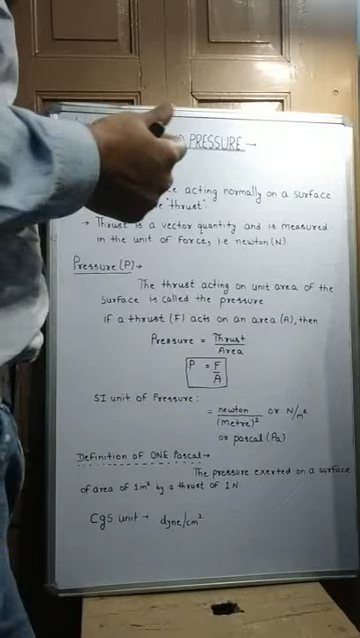 PRESSURE →
acting normally on a surface
"thrust"
→ Thrust is a vector quantity and is measured
in the unit of force, i.e newton (N).
Pressure (P) →
The thrust acting on unit area of the
surface is called the pressure
if a thrust (F) acts on an area (A), then
Pressure = Thrust / Area
P = F / A
SI unit of Pressure :
= newton / (Metre)² or N/m²
or pascal (Pa)
Definition of ONE Pascal →
The pressure exerted on a surface
of area of 1m² by a thrust of 1N
CgS unit → dyne/cm²